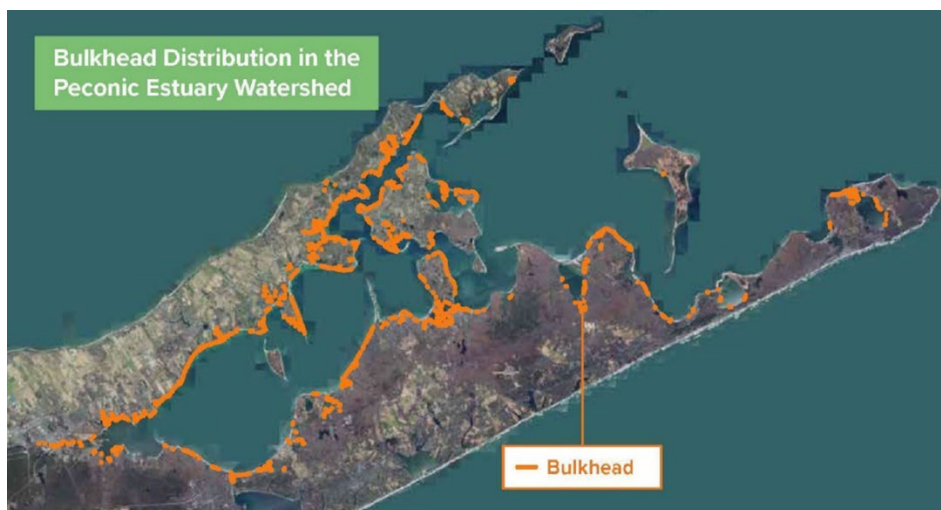 Bulkhead Distribution in the
Peconic Estuary Watershed
Bulkhead